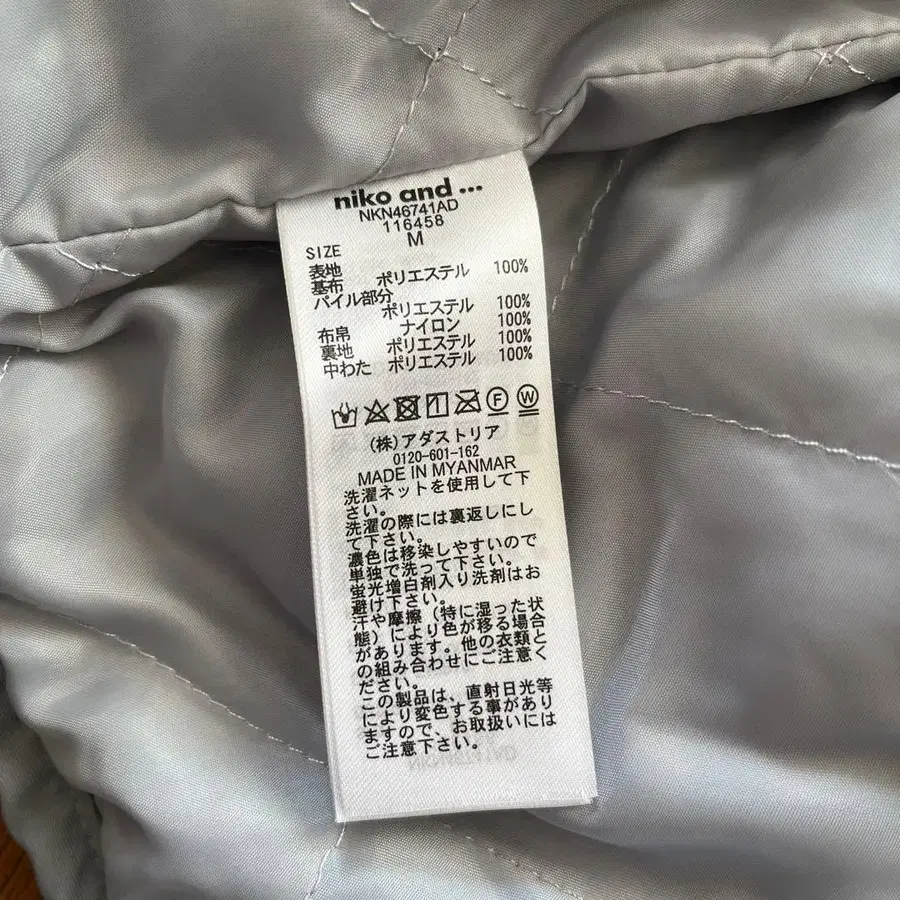 niko and ...
NKN46741AD
116458
SIZE M
表地
基布 ポリエステル 100%
パイル部分
ポリエステル 100%
布帛 ナイロン 100%
裏地 ポリエステル 100%
中わた ポリエステル 100%
F W
(株)アダストリア
0120-601-162
MADE IN MYANMAR
洗濯ネットを使用して下
さい。
洗濯の際には裏返しにし
て下さい。
濃色は移染しやすいので
単独で洗って下さい。
蛍光増白剤入り洗剤はお
避け下さい。
汗や摩擦(特に湿った状
態)により色が移る場合
があります。他の衣類と
の組み合わせにご注意く
ださい。
この製品は、直射日光等
により変色する事があり
ますので、お取扱いには
ご注意下さい。